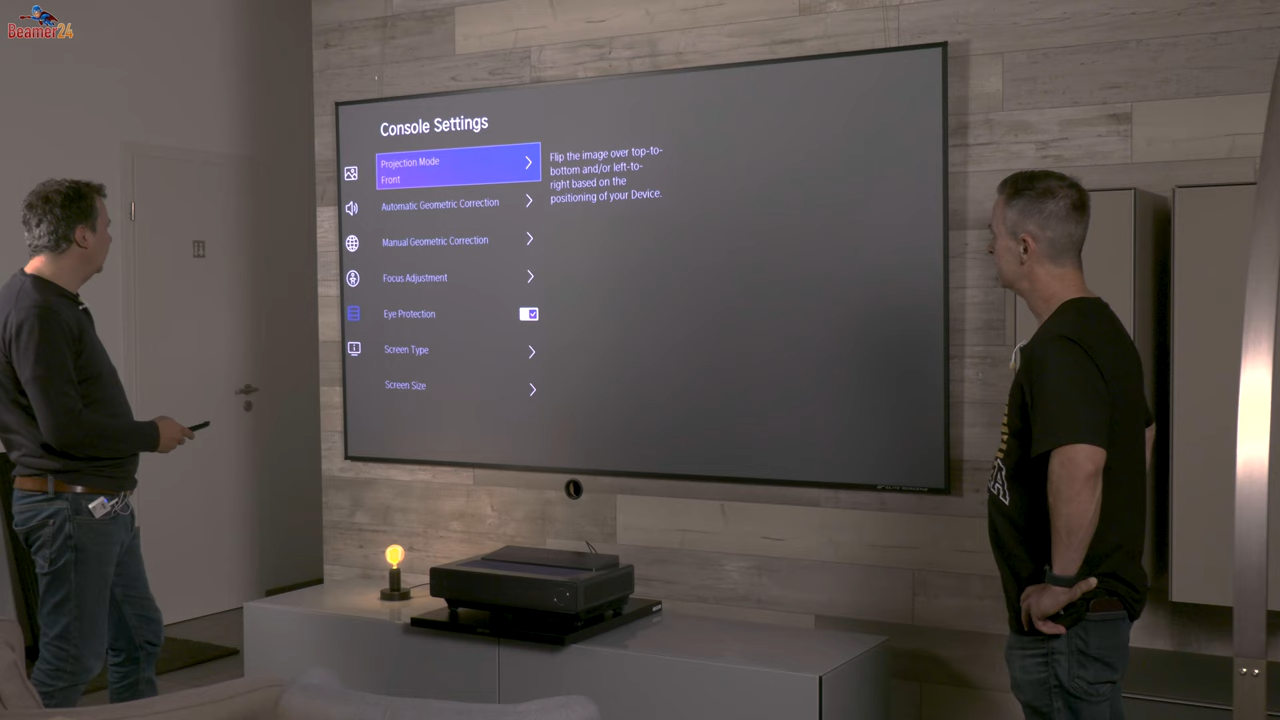 Beamer24
Console Settings
Projection Mode
Front
Automatic Geometric Correction
Manual Geometric Correction
Focus Adjustment
Eye Protection
Screen Type
Screen Size
Flip the image over top-to-
bottom and/or left-to-
right based on the
positioning of your Device.